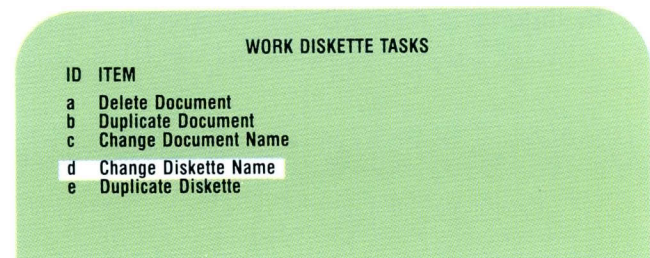 WORK DISKETTE TASKS
ID ITEM
a Delete Document
b Duplicate Document
c Change Document Name
d Change Diskette Name
e Duplicate Diskette